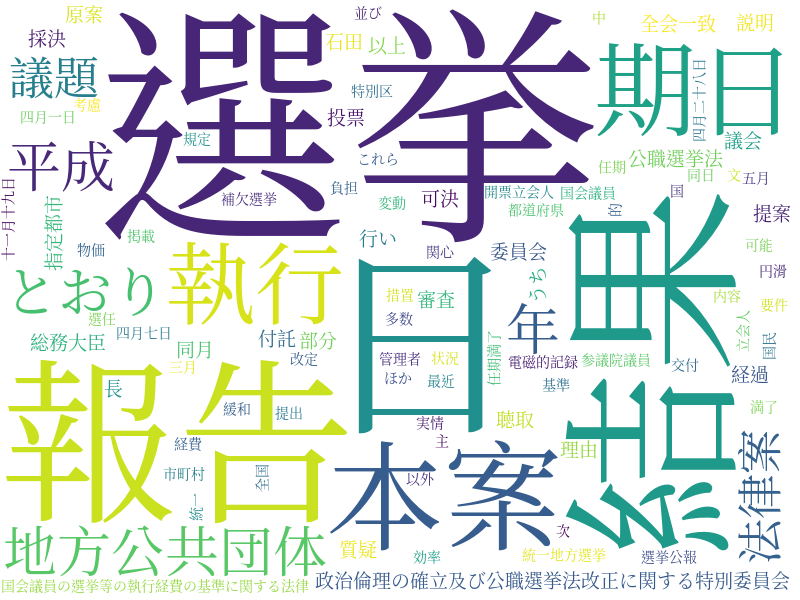 原案
並び
中
全会一致
説明
採決
石田
以上
選挙
期日
議題
考慮
特別区
四月二十八日
四月一日
投票
議会
規定
平成
これら
任期
公職選挙法
補欠選挙
負担
変動
可決
開票立会人
国会議員
国
同日
文
五月
十一月十九日
指定都市
掲載
物価
行い
関心
都道府県
的
提案
委員会
可能
円滑
とおり
執行
日
結果
うち
措置
審査
多数
年
内容
要件
選任
四月七日
付託
部分
総務大臣
同月
改定
三月
管理者
状況
ほか
最近
任期満了
電磁的記録
参議院議員
立会人
国民
基準
交付
経過
長
緩和
提出
報告
実情
聴取
満了
主
経費
本案
理由
法律案
市町村
全国
統一
以外
地方公共団体
質疑
効率
次
統一地方選挙
選挙公報
国会議員の選挙等の執行経費の基準に関する法律
政治倫理の確立及び公職選挙法改正に関する特別委員会